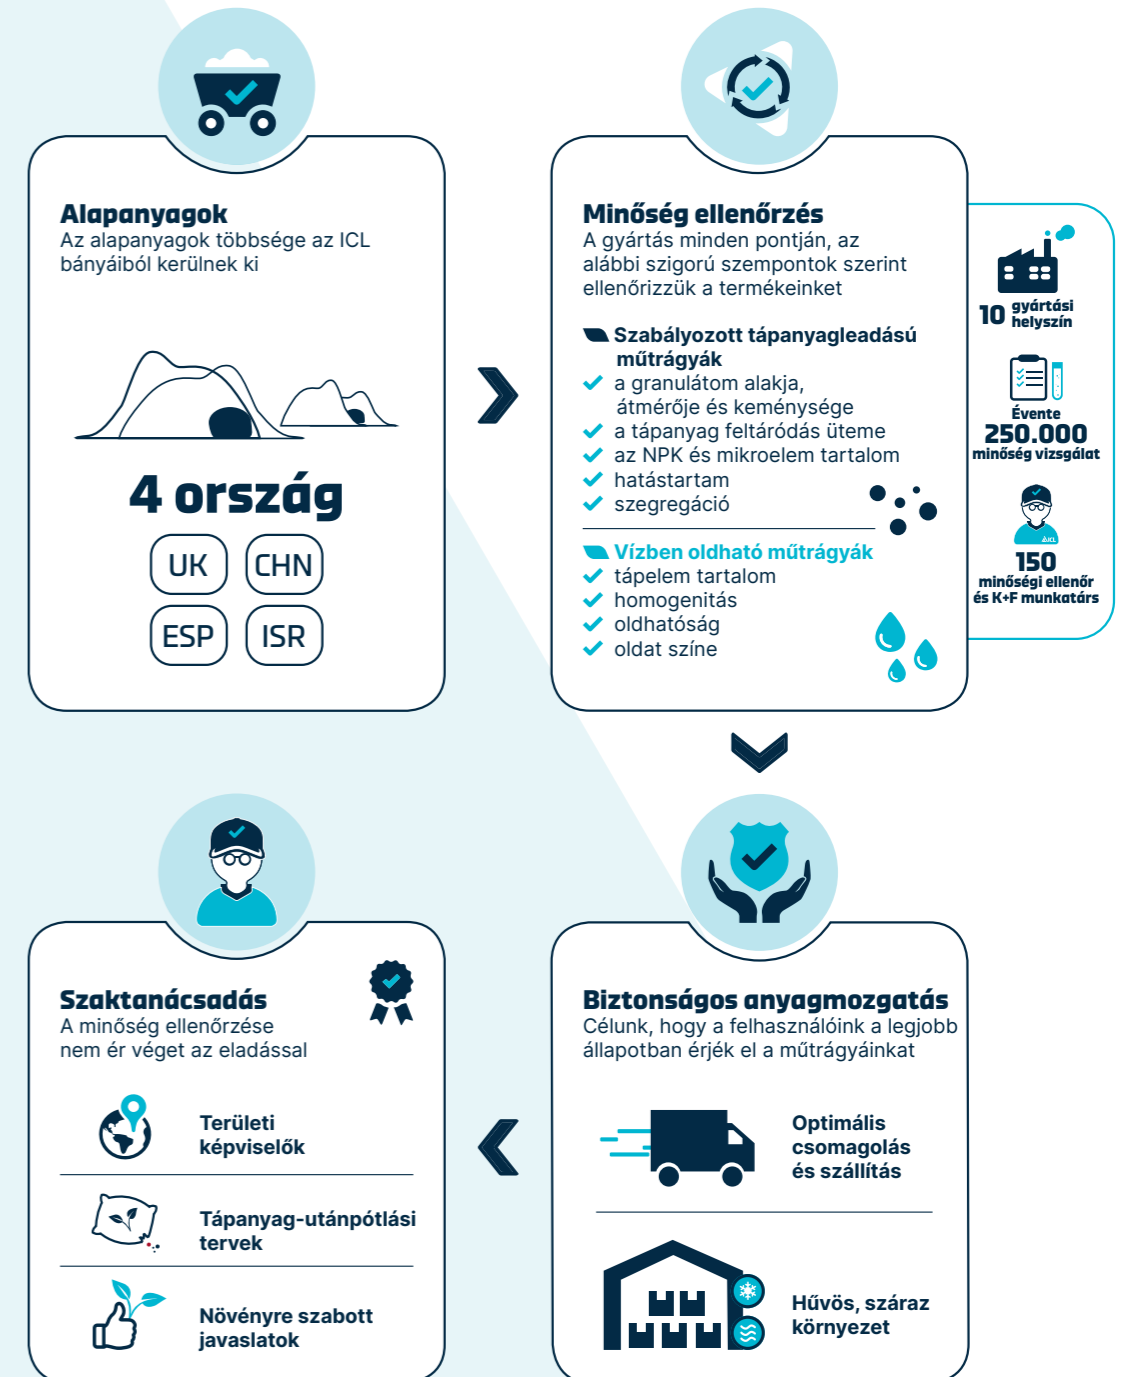 Alapanyagok
Az alapanyagok többsége az ICL
bányáiból kerülnek ki
4 ország
UK
CHN
ESP
ISR
Minőség ellenőrzés
A gyártás minden pontján, az
alábbi szigorú szempontok szerint
ellenőrizzük a termékeinket
Szabályozott tápanyagleadású
műtrágyák
a granulátom alakja,
átmérője és keménysége
a tápanyag feltáródás üteme
az NPK és mikroelem tartalom
hatástartam
szegregáció
Vízben oldható műtrágyák
tápelem tartalom
homogenitás
oldhatóság
oldat színe
10 gyártási
helyszín
Évente
250.000
minőség vizsgálat
ICL
150
minőségi ellenőr
és K+F munkatárs
Biztonságos anyagmozgatás
Célunk, hogy a felhasználóink a legjobb
állapotban érjék el a műtrágyáinkat
Optimális
csomagolás
és szállítás
Hűvös, száraz
környezet
Szaktanácsadás
A minőség ellenőrzése
nem ér véget az eladással
Területi
képviselők
Tápanyag-utánpótlási
tervek
Növényre szabott
javaslatok